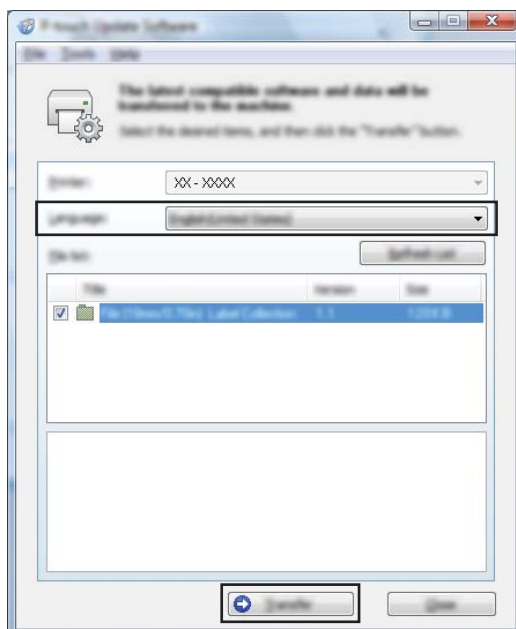 P-touch Update Software
File Tools Help
The latest compatible software and data will be
transferred to the machine.
Select the desired items, and then click the "Transfer" button.
Printer:
XX - XXXX
Language:
English(United States)
File list:
Refresh List
Title Version Size
Label Collection 1.1
Transfer Close